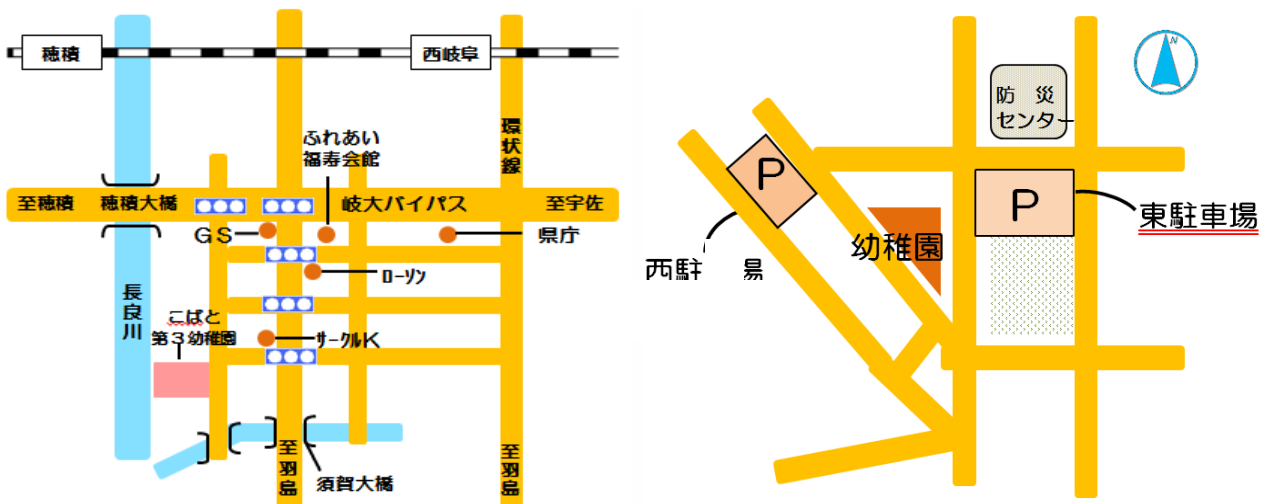 穂積
西岐阜
環状線
ふれあい
福寿会館
至穂積
穂積大橋
岐大バイパス
至宇佐
GS
県庁
ローソン
長良川
こばと
第3幼稚園
サークルK
至羽島
須賀大橋
至羽島
N
防 災
センター
P
P
東駐車場
幼稚園
西駐 場